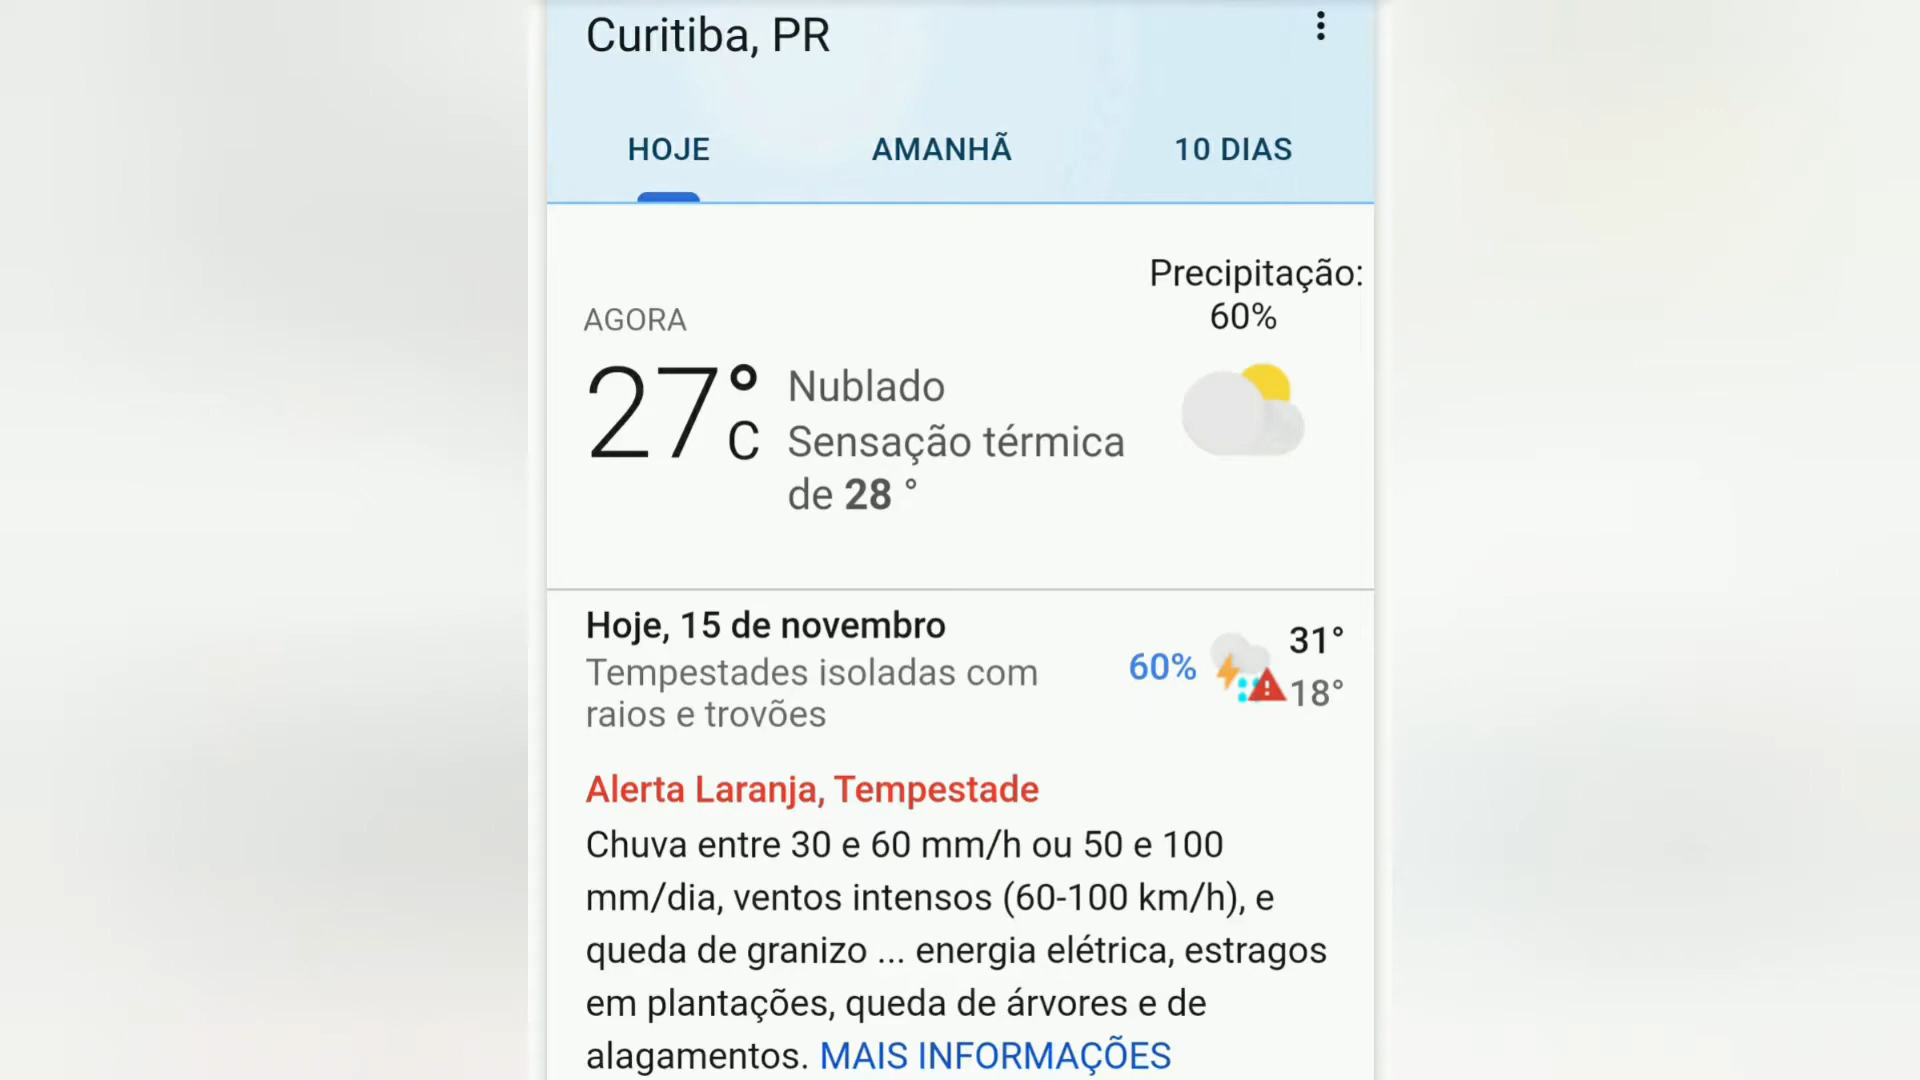 Curitiba, PR
HOJE AMANHÃ 10 DIAS
Precipitação:
60%
AGORA
27°C
Nublado
Sensação térmica
de 28 °
Hoje, 15 de novembro
Tempestades isoladas com
raios e trovões
60%
31°
18°
Alerta Laranja, Tempestade
Chuva entre 30 e 60 mm/h ou 50 e 100
mm/dia, ventos intensos (60-100 km/h), e
queda de granizo ... energia elétrica, estragos
em plantações, queda de árvores e de
alagamentos. MAIS INFORMAÇÕES